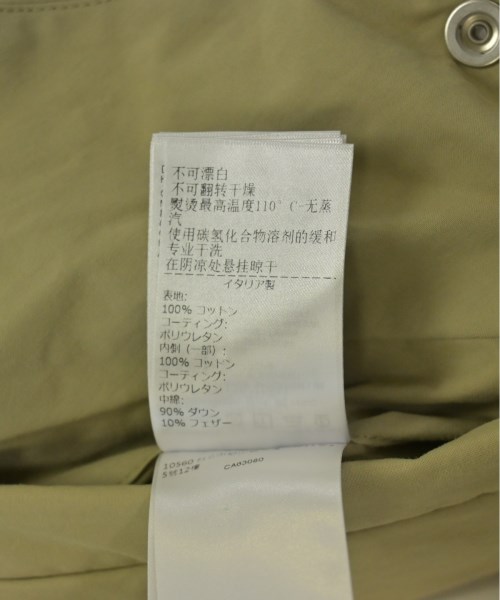 不可漂白
不可翻转干燥
熨烫最高温度110° C-无蒸
汽
使用碳氢化合物溶剂的缓和
专业干洗
在阴凉处悬挂晾干
イタリア製
表地:
100% コットン
コーティング:
ポリウレタン
内側 (一部) :
100% コットン
コーティング:
ポリウレタン
中綿:
90% ダウン
10% フェザー
10560
CA03080